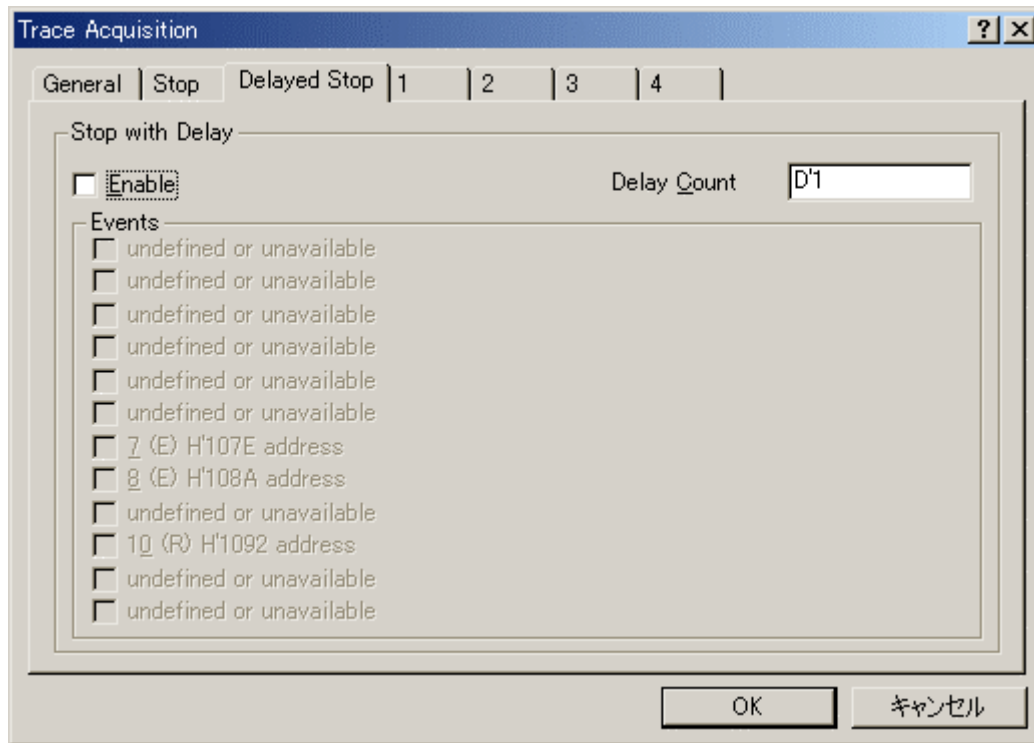 Trace Acquisition
General Stop Delayed Stop 1 2 3 4
Stop with Delay
Enable Delay Count D'1
Events
undefined or unavailable
undefined or unavailable
undefined or unavailable
undefined or unavailable
undefined or unavailable
undefined or unavailable
7 (E) H'107E address
8 (E) H'108A address
undefined or unavailable
10 (R) H'1092 address
undefined or unavailable
undefined or unavailable
OK キャンセル